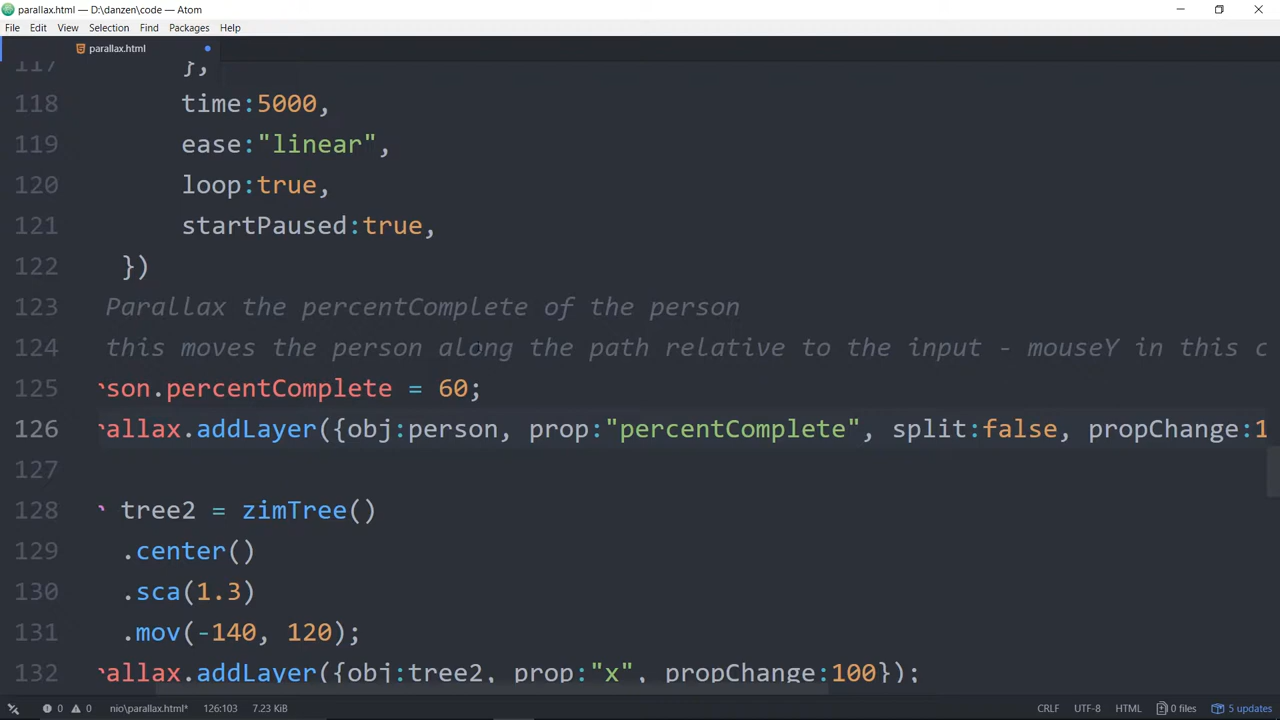 parallax.html — D:\danzen\code — Atom
File Edit View Selection Find Packages Help
parallax.html
117 },
118 time:5000,
119 ease:"linear",
120 loop:true,
121 startPaused:true,
122 })
123 Parallax the percentComplete of the person
124 this moves the person along the path relative to the input - mouseY in this c
125 rson.percentComplete = 60;
126 rallax.addLayer({obj:person, prop:"percentComplete", split:false, propChange:1
127
128 r tree2 = zimTree()
129 .center()
130 .sca(1.3)
131 .mov(-140, 120);
132 rallax.addLayer({obj:tree2, prop:"x", propChange:100});
0 0 nio\parallax.html* 126:103 7.23 KiB CRLF UTF-8 HTML 0 files 5 updates